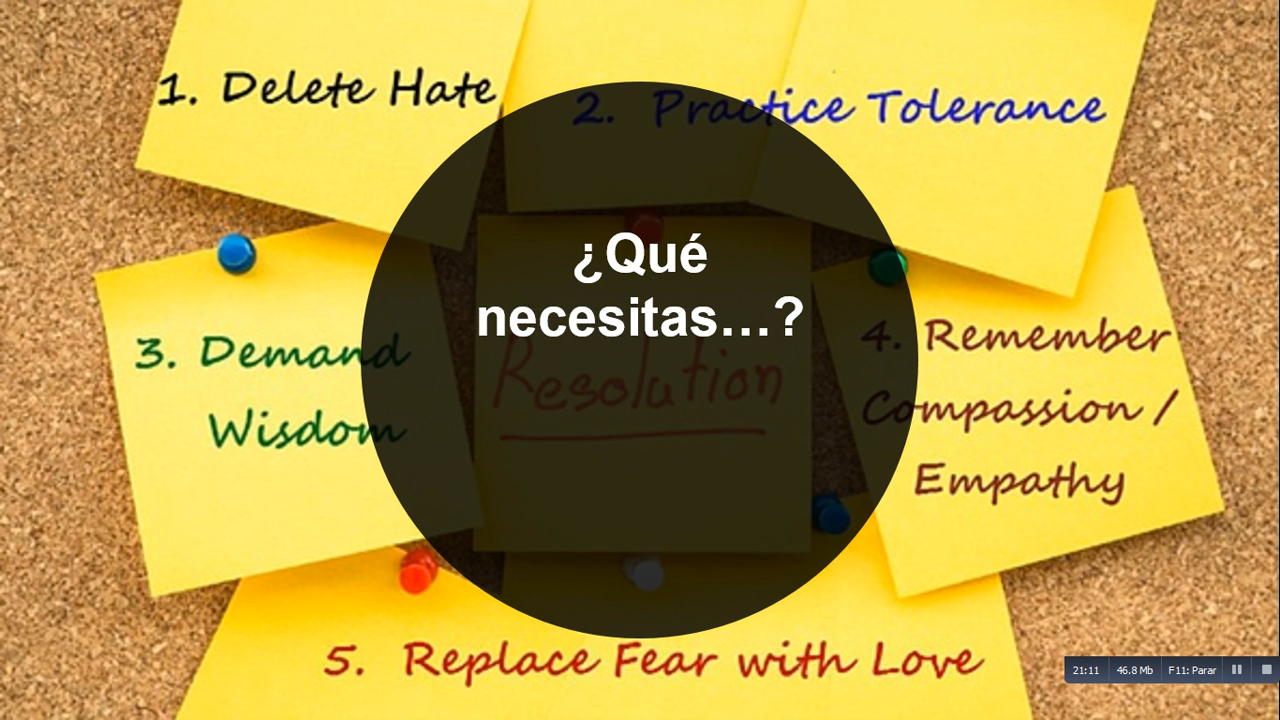 1. Delete Hate
2. Practice Tolerance
¿Qué
necesitas...?
3. Demand
Wisdom
Resolution
4. Remember
Compassion /
Empathy
5. Replace Fear with Love
21:11 46.8 Mb F11: Parar